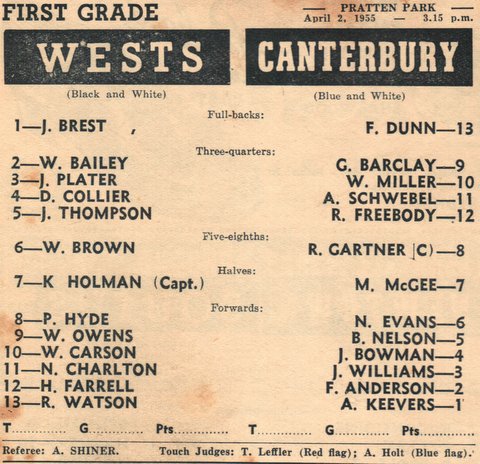 FIRST GRADE
PRATTEN PARK
April 2, 1955 — 3.15 p.m.
WESTS CANTERBURY
(Black and White) (Blue and White)
Full-backs:
1—J. BREST , F. DUNN—13
Three-quarters:
2—W. BAILEY G. BARCLAY—9
3—J. PLATER W. MILLER—10
4—D. COLLIER A. SCHWEBEL—11
5—J. THOMPSON R. FREEBODY—12
Five-eighths:
6—W. BROWN R. GARTNER (C)—8
Halves:
7—K HOLMAN (Capt.) M. McGEE—7
Forwards:
8—P. HYDE N. EVANS—6
9—W. OWENS B. NELSON—5
10—W. CARSON J. BOWMAN—4
11—N. CHARLTON J. WILLIAMS—3
12—H. FARRELL F. ANDERSON—2
13—R. WATSON A. KEEVERS—1
T............ G............ Pts............ T............ G............ Pts............
Referee: A. SHINER. Touch Judges: T. Leffler (Red flag); A. Holt (Blue flag).